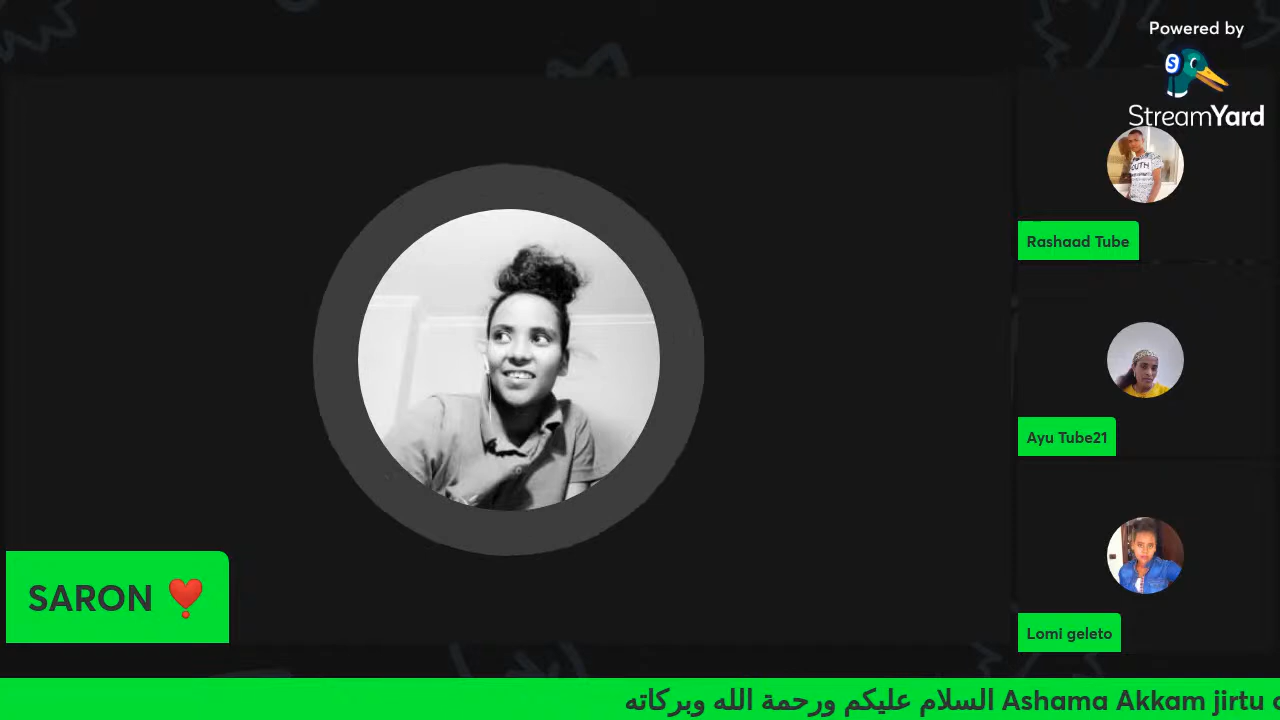 Powered by
StreamYard
Rashaad Tube
Ayu Tube21
Lomi geleto
SARON ❣️
السلام عليكم ورحمة الله وبركاته Ashama Akkam jirtu